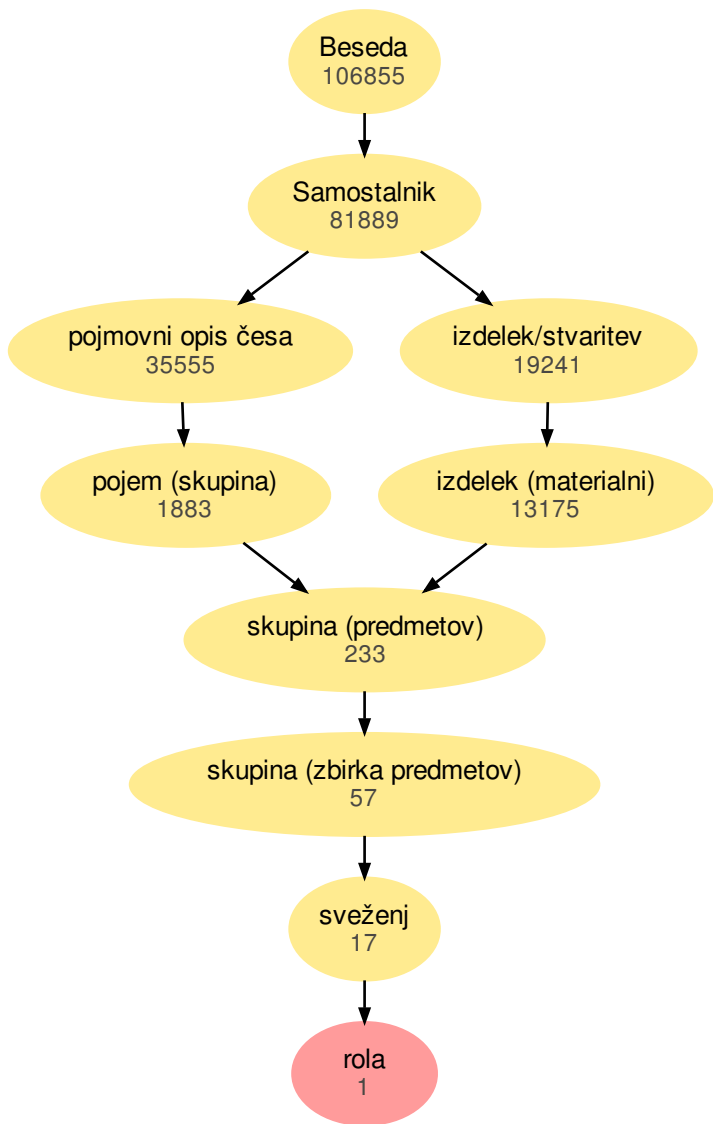 Beseda
106855
Samostalnik
81889
pojmovni opis česa
35555
izdelek/stvaritev
19241
pojem (skupina)
1883
izdelek (materialni)
13175
skupina (predmetov)
233
skupina (zbirka predmetov)
57
sveženj
17
rola
1